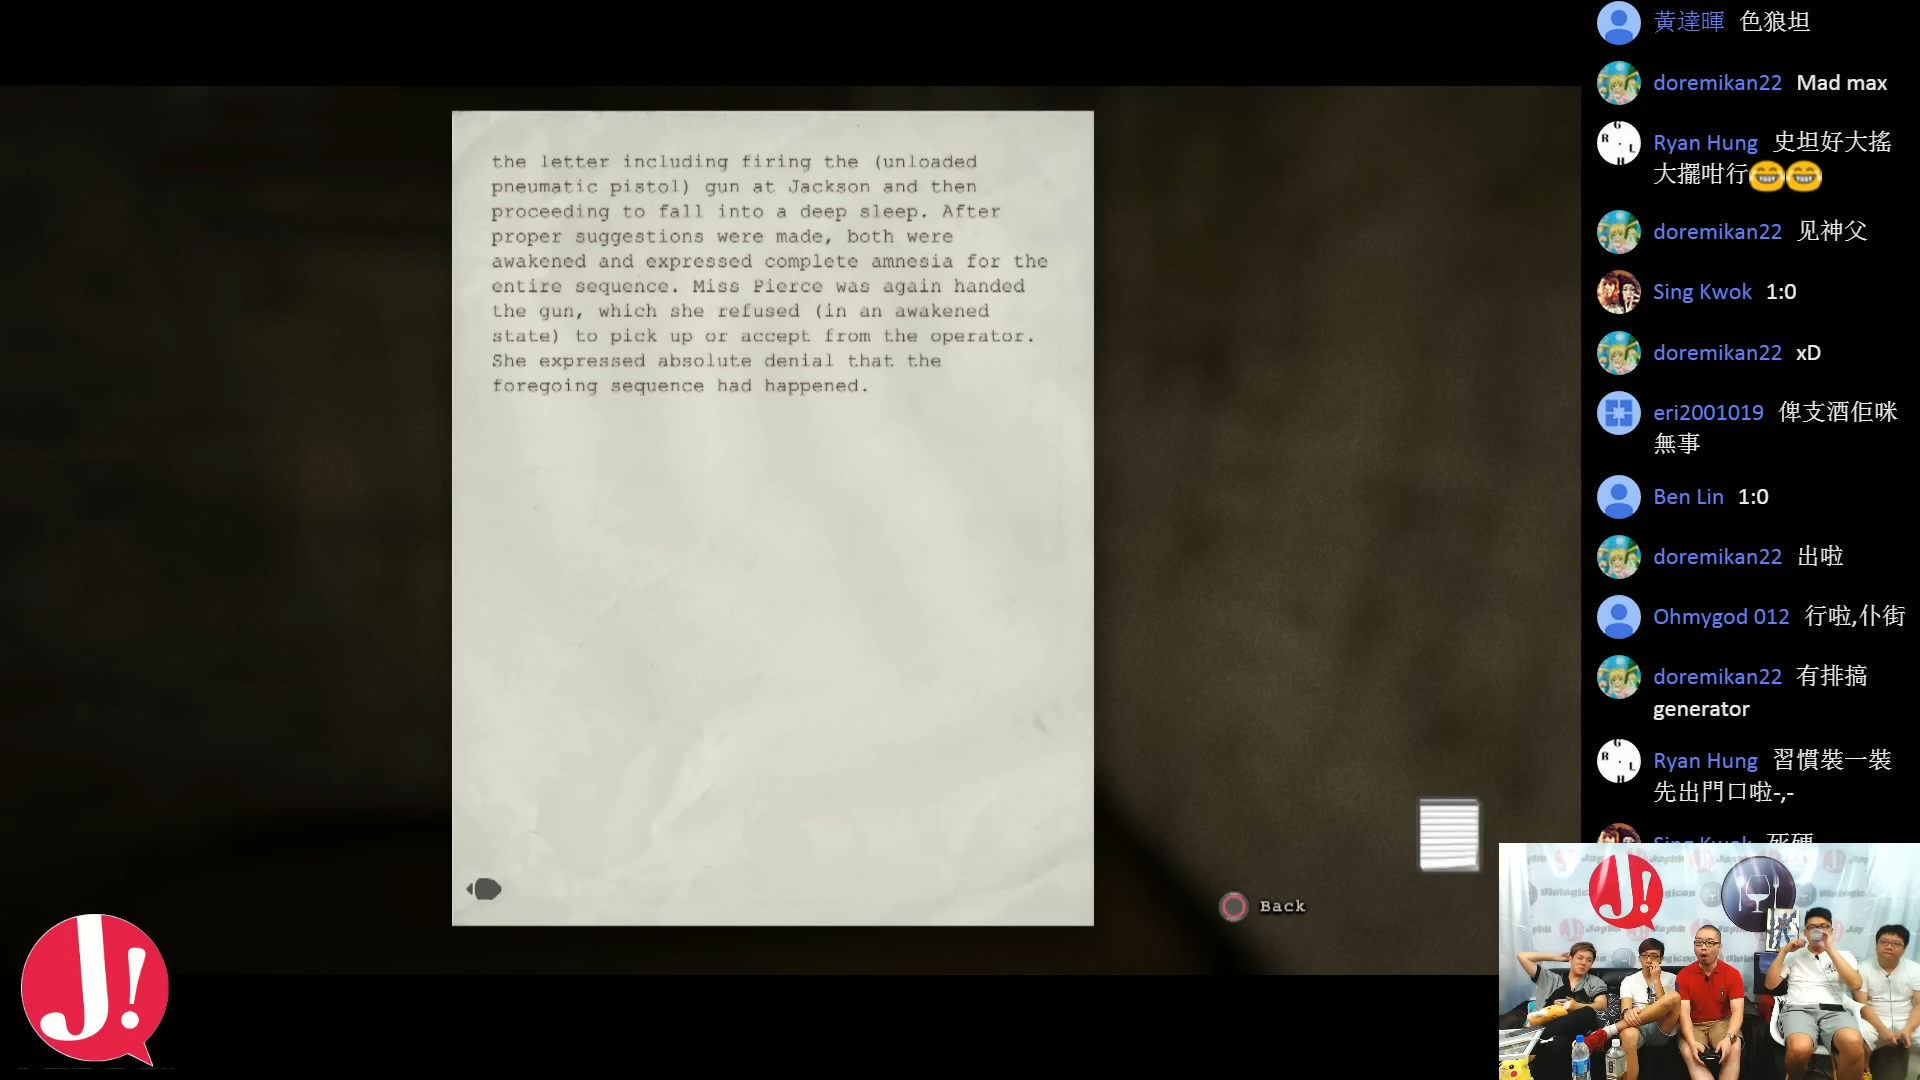 the letter including firing the (unloaded
pneumatic pistol) gun at Jackson and then
proceeding to fall into a deep sleep. After
proper suggestions were made, both were
awakened and expressed complete amnesia for the
entire sequence. Miss Pierce was again handed
the gun, which she refused (in an awakened
state) to pick up or accept from the operator.
She expressed absolute denial that the
foregoing sequence had happened.
Back
黃達暉 色狼坦
doremikan22 Mad max
Ryan Hung 史坦好大搖
大擺咁行😁😁
doremikan22 见神父
Sing Kwok 1:0
doremikan22 xD
eri2001019 俾支酒佢咪
無事
Ben Lin 1:0
doremikan22 出啦
Ohmygod 012 行啦,仆街
doremikan22 有排搞
generator
Ryan Hung 習慣裝一裝
先出門口啦-,-
Sing Kwok 死硬
J!
J!